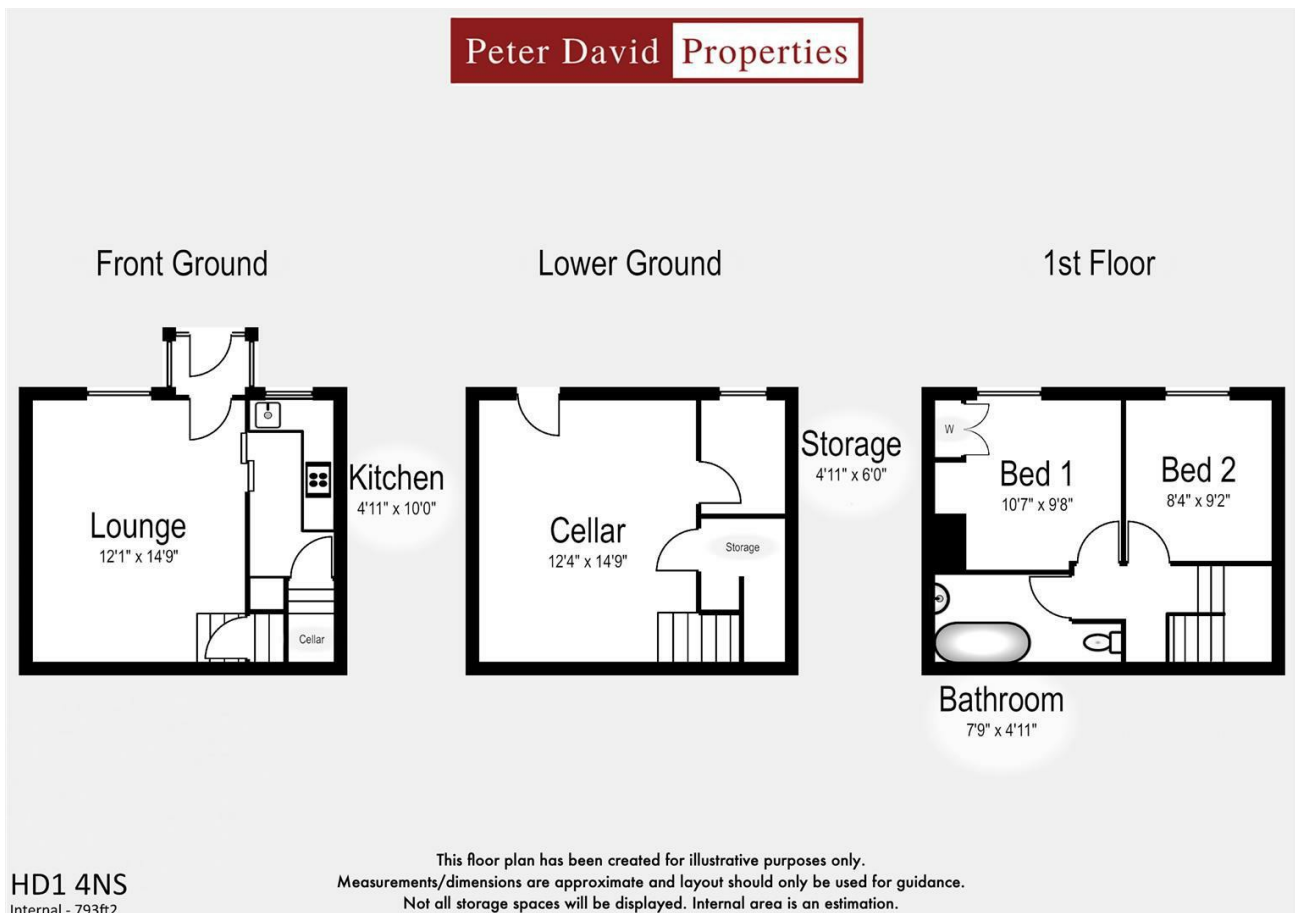 Peter David Properties
Front Ground
Lower Ground
1st Floor
Lounge
12'1" x 14'9"
Kitchen
4'11" x 10'0"
Cellar
Cellar
12'4" x 14'9"
Storage
4'11" x 6'0"
Storage
W
Bed 1
10'7" x 9'8"
Bed 2
8'4" x 9'2"
Bathroom
7'9" x 4'11"
HD1 4NS
Internal - 793ft2
This floor plan has been created for illustrative purposes only.
Measurements/dimensions are approximate and layout should only be used for guidance.
Not all storage spaces will be displayed. Internal area is an estimation.